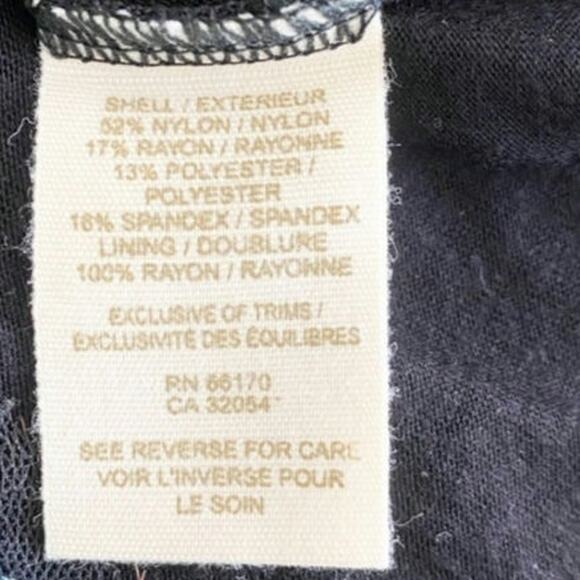 SHELL / EXTERIEUR
52% NYLON / NYLON
17% RAYON / RAYONNE
13% POLYESTER /
POLYESTER
18% SPANDEX / SPANDEX
LINING / DOUBLURE
100% RAYON / RAYONNE
EXCLUSIVE OF TRIMS /
EXCLUSIVITÉ DES ÉQUILIBRES
RN 66170
CA 32054
SEE REVERSE FOR CARE
VOIR L'INVERSE POUR
LE SOIN